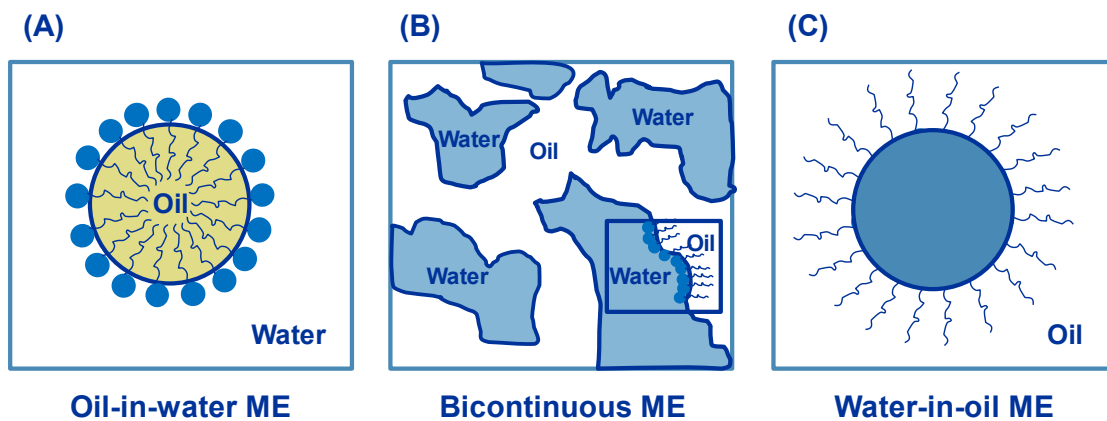 (A)
(B)
(C)
Oil
Water
Water
Water
Oil
Water
Water
Oil
Oil
Oil-in-water ME
Bicontinuous ME
Water-in-oil ME